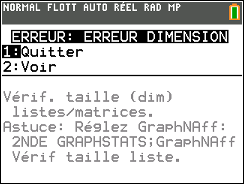 NORMAL FLOTT AUTO RÉEL RAD MP
ERREUR: ERREUR DIMENSION
1:Quitter
2:Voir
Vérif. taille (dim)
listes/matrices.
Astuce: Réglez GraphNAff:
2NDE GRAPHSTATS;GraphNAff
Vérif taille liste.